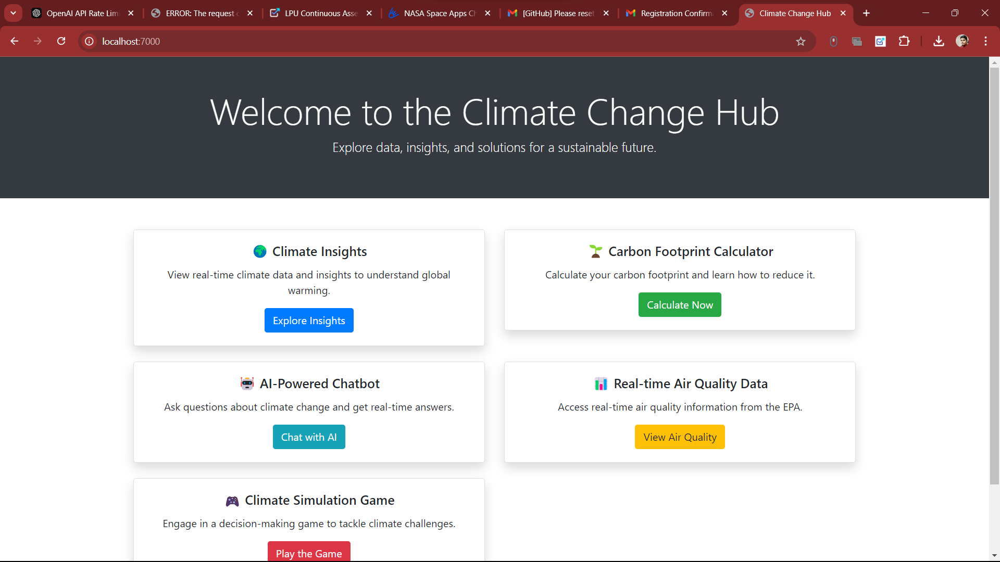 OpenAI API Rate Lim
ERROR: The request
LPU Continuous Asse
NASA Space Apps Ch
[GitHub] Please reset
Registration Confirm
Climate Change Hub
localhost:7000
Welcome to the Climate Change Hub
Explore data, insights, and solutions for a sustainable future.
Climate Insights
View real-time climate data and insights to understand global
warming.
Explore Insights
Carbon Footprint Calculator
Calculate your carbon footprint and learn how to reduce it.
Calculate Now
AI-Powered Chatbot
Ask questions about climate change and get real-time answers.
Chat with AI
Real-time Air Quality Data
Access real-time air quality information from the EPA.
View Air Quality
Climate Simulation Game
Engage in a decision-making game to tackle climate challenges.
Play the Game